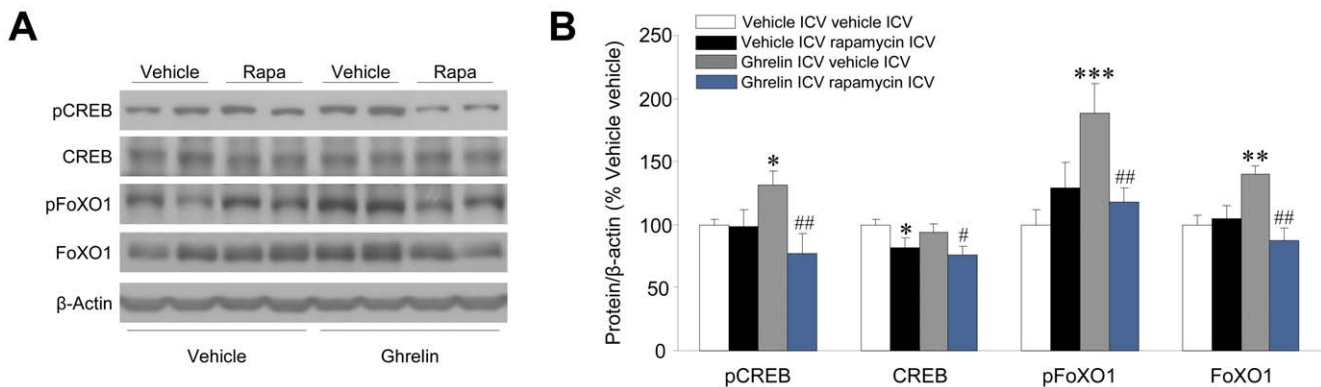 A
Vehicle Rapa Vehicle Rapa
pCREB
CREB
pFoXO1
FoXO1
β-Actin
Vehicle Ghrelin
B
Protein/β-actin (% Vehicle vehicle)
Vehicle ICV vehicle ICV
Vehicle ICV rapamycin ICV
Ghrelin ICV vehicle ICV
Ghrelin ICV rapamycin ICV
250
200
150
100
50
0
* ## * # *** ## ** ##
pCREB CREB pFoXO1 FoXO1